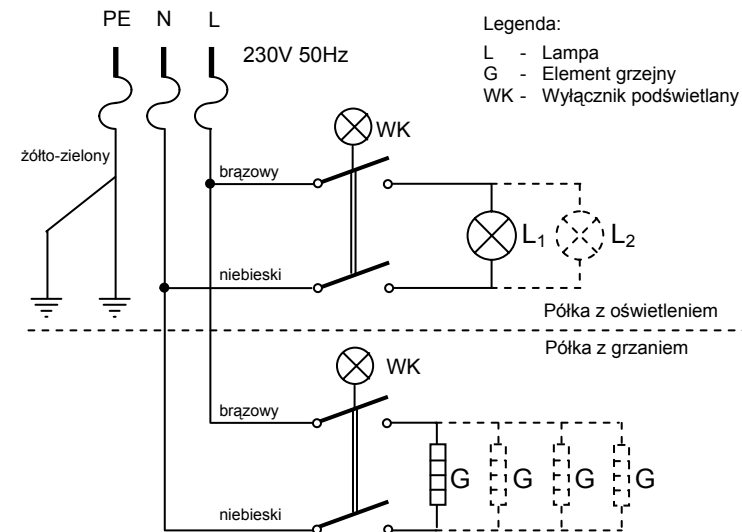 PE N L
230V 50Hz
Legenda:
L - Lampa
G - Element grzejny
WK - Wyłącznik podświetlany
WK
żółto-zielony
brązowy
L1 L2
niebieski
Półka z oświetleniem
Półka z grzaniem
WK
brązowy
G G G G
niebieski